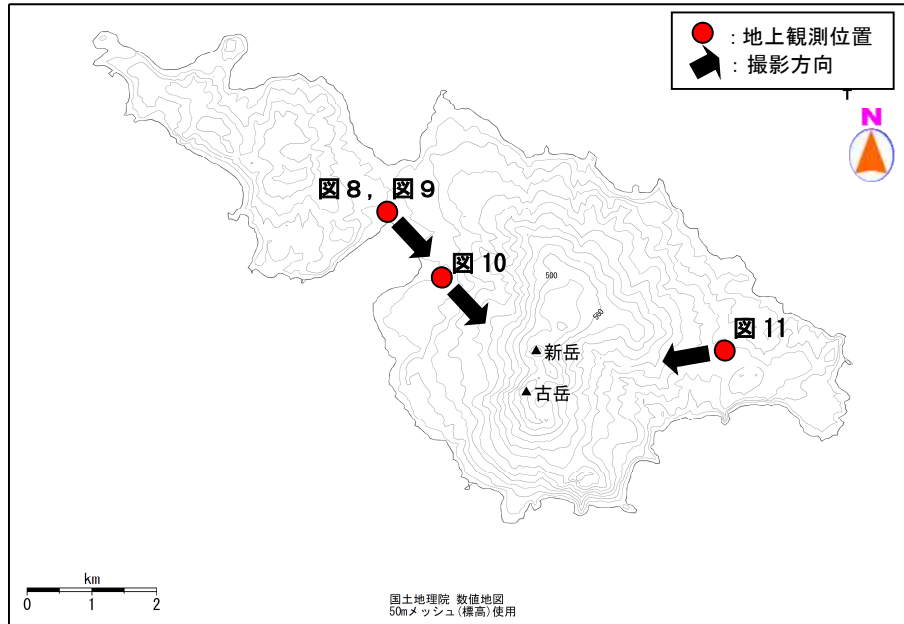 ：地上観測位置
：撮影方向
N
図８，図９
図 10
500
500
図 11
▲新岳
▲古岳
km
0 1 2
国土地理院 数値地図
50mメッシュ(標高)使用